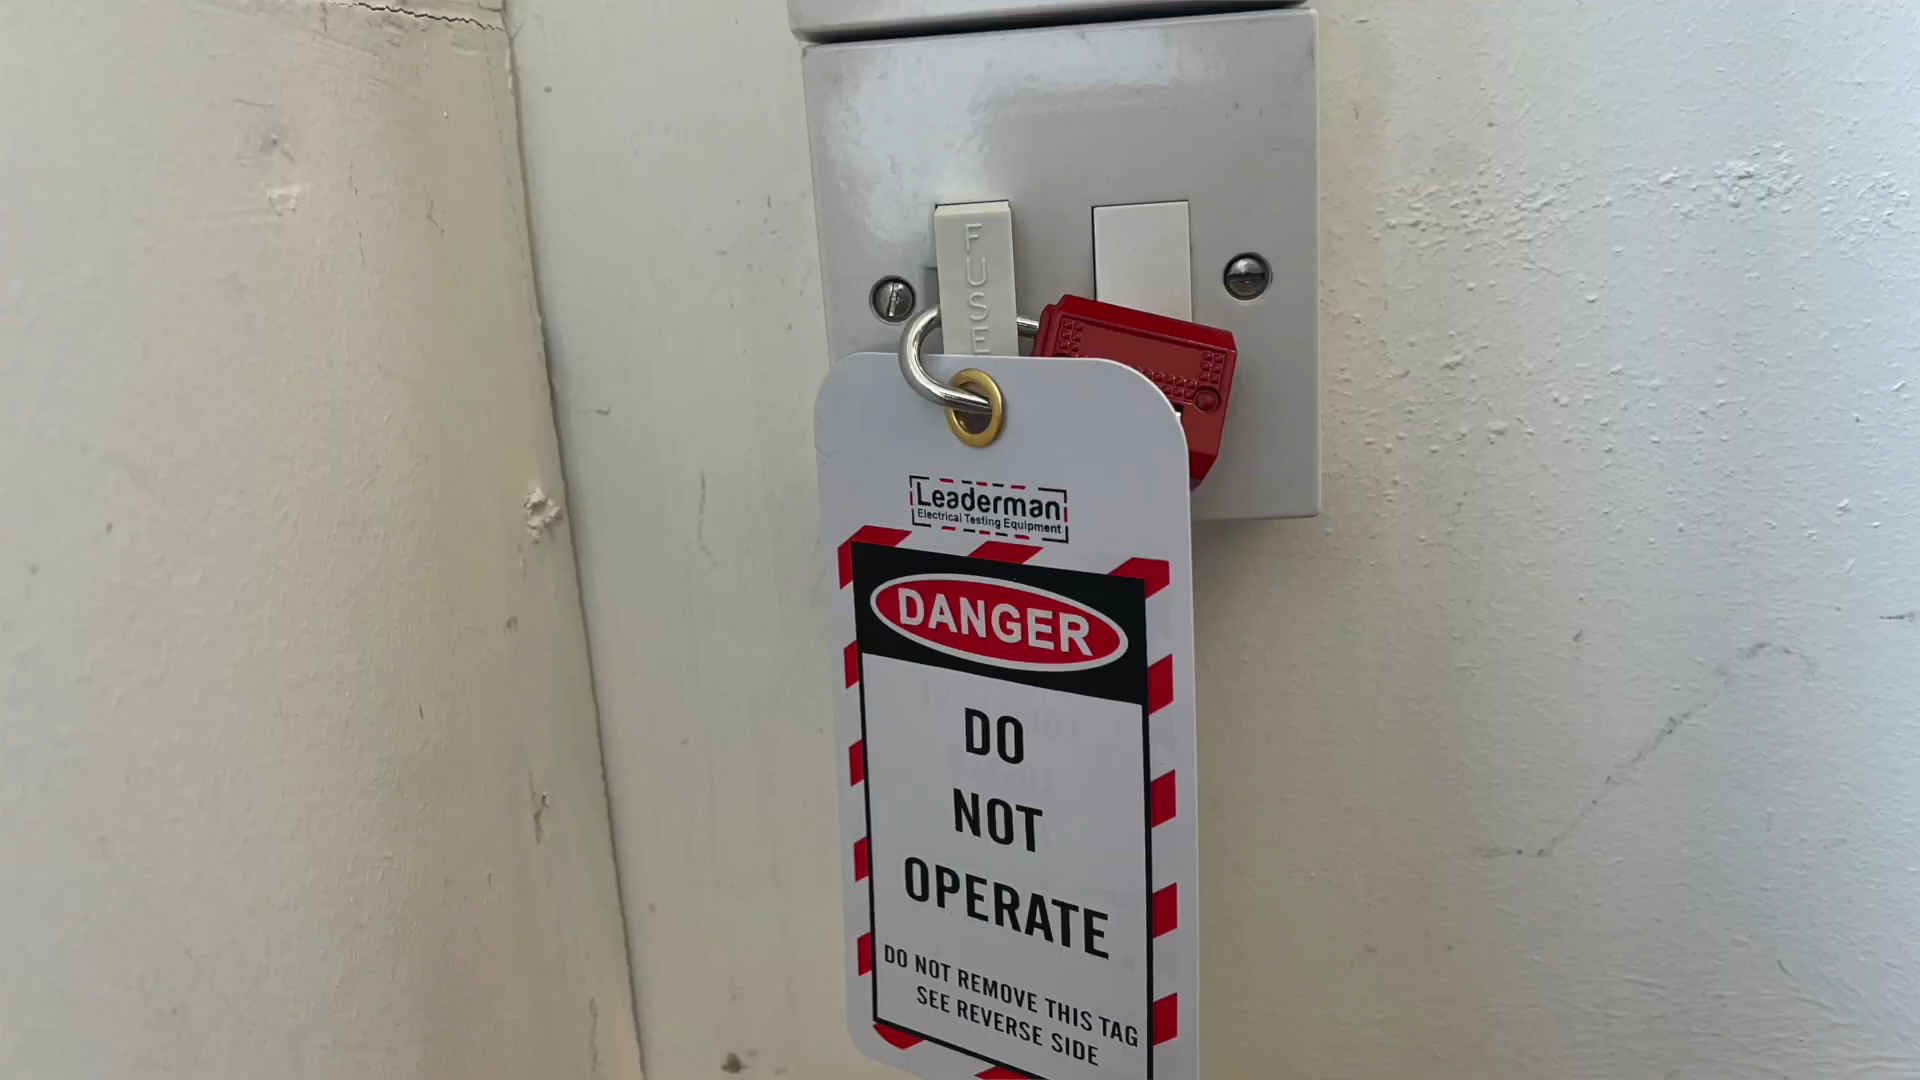 FUSE
Leaderman
Electrical Testing Equipment
DANGER
DO
NOT
OPERATE
DO NOT REMOVE THIS TAG
SEE REVERSE SIDE